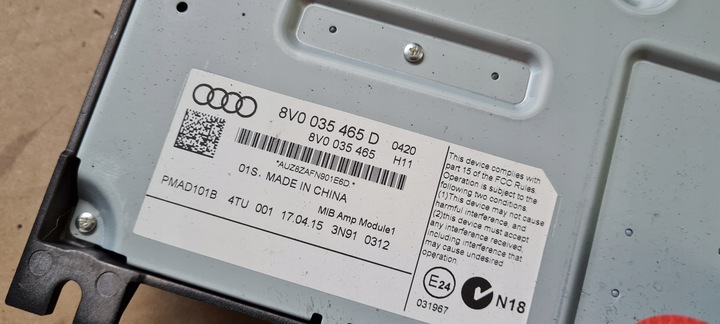 8V0 035 465 D 0420
8V0 035 465 H11
*AUZ8ZAFN901E6D.*
01S. MADE IN CHINA
MIB Amp Module1
PMAD101B 4TU 001 17.04.15 3N91 0312
This device complies with
part 15 of the FCC Rules.
Operation is subject to the
following two conditions.
(1)This device may not cause
harmful interference, and
(2)this device must accept
any interference received,
including interference that
may cause undesired
operation.
E24
031967
N18